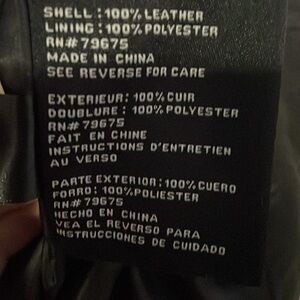 SHELL: 100% LEATHER
LINING: 100% POLYESTER
RN# 79675
MADE IN CHINA
SEE REVERSE FOR CARE
EXTERIEUR: 100% CUIR
DOUBLURE: 100% POLYESTER
RN# 79675
FAIT EN CHINE
INSTRUCTIONS D'ENTRETIEN
AU VERSO
PARTE EXTERIOR: 100% CUERO
FORRO: 100% POLIESTER
RN# 79675
HECHO EN CHINA
VEA EL REVERSO PARA
INSTRUCCIONES DE CUIDADO